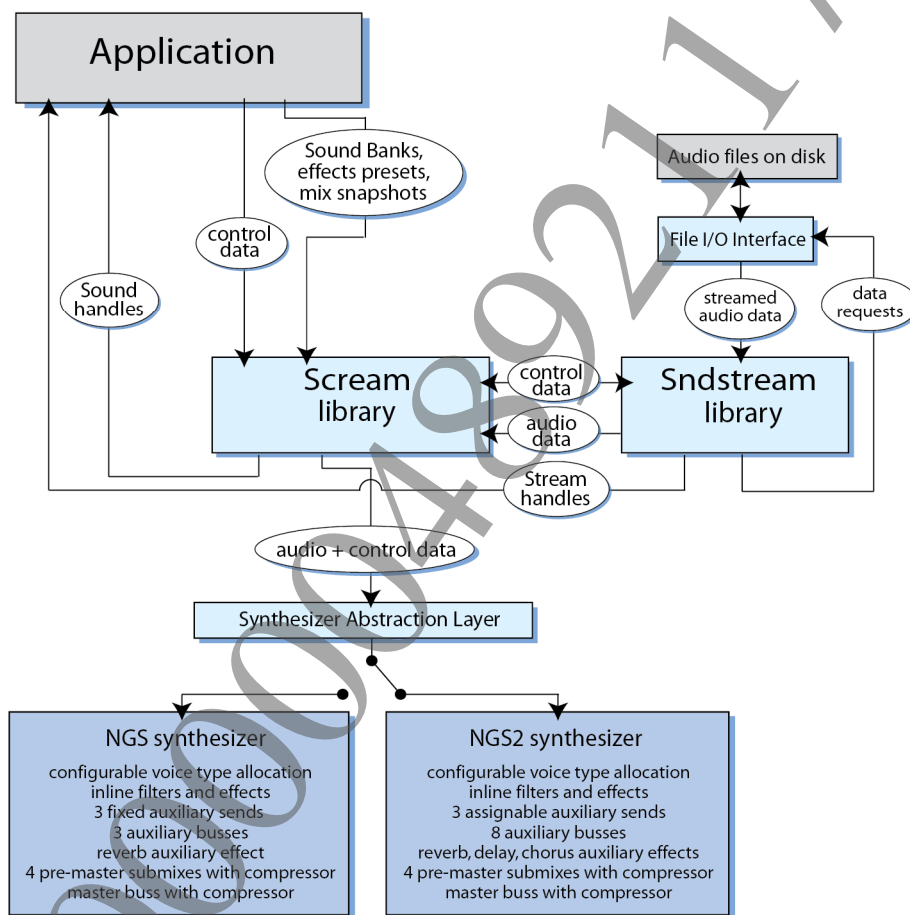 Application
Sound Banks,
effects presets,
mix snapshots
Audio files on disk
File I/O Interface
control
data
Sound
handles
streamed
audio data
data
requests
Scream
library
control
data
audio
data
Sndstream
library
Stream
handles
audio + control data
Synthesizer Abstraction Layer
NGS synthesizer
configurable voice type allocation
inline filters and effects
3 fixed auxiliary sends
3 auxiliary busses
reverb auxiliary effect
4 pre-master submixes with compressor
master buss with compressor
NGS2 synthesizer
configurable voice type allocation
inline filters and effects
3 assignable auxiliary sends
8 auxiliary busses
reverb, delay, chorus auxiliary effects
4 pre-master submixes with compressor
master buss with compressor